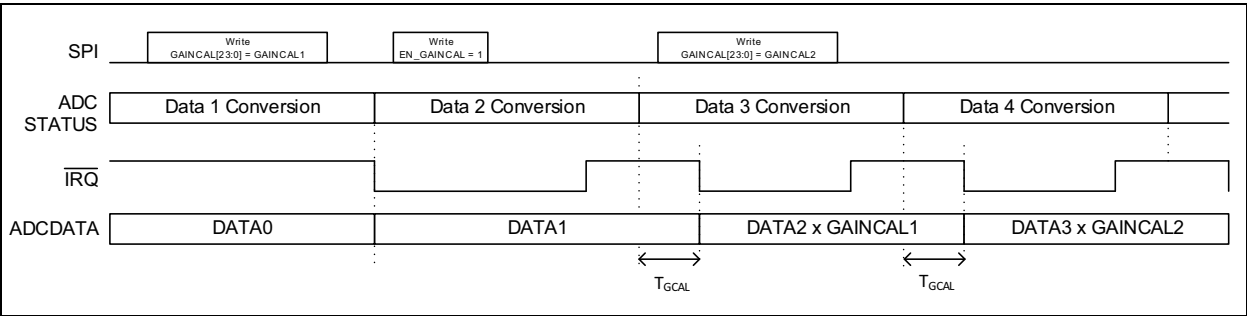 SPI
Write
GAINCAL[23:0] = GAINCAL1
Write
EN_GAINCAL = 1
Write
GAINCAL[23:0] = GAINCAL2
ADC
STATUS
Data 1 Conversion
Data 2 Conversion
Data 3 Conversion
Data 4 Conversion
IRQ
ADCDATA
DATA0
DATA1
DATA2 x GAINCAL1
DATA3 x GAINCAL2
TGCAL
TGCAL